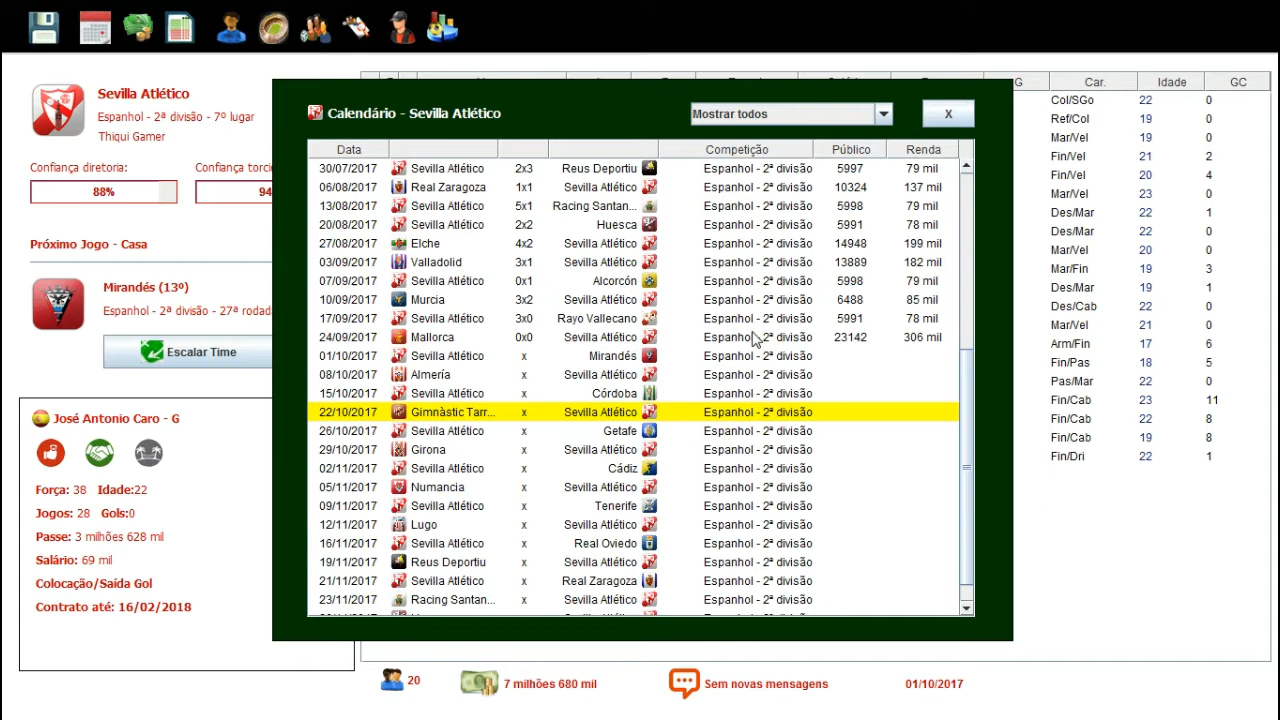 Sevilla Atlético
Espanhol - 2ª divisão - 7º lugar
Thiqui Gamer
Confiança diretoria:
Confiança torci
88%
94
Próximo Jogo - Casa
Mirandés (13º)
Espanhol - 2ª divisão - 27ª rodad
Escalar Time
José Antonio Caro - G
Força: 38 Idade:22
Jogos: 28 Gols:0
Passe: 3 milhões 628 mil
Salário: 69 mil
Colocação/Saída Gol
Contrato até: 16/02/2018
Calendário - Sevilla Atlético
Mostrar todos
X
Data Competição Público Renda
30/07/2017 Sevilla Atlético 2x3 Reus Deportiu Espanhol - 2ª divisão 5997 79 mil
06/08/2017 Real Zaragoza 1x1 Sevilla Atlético Espanhol - 2ª divisão 10324 137 mil
13/08/2017 Sevilla Atlético 5x1 Racing Santan... Espanhol - 2ª divisão 5998 79 mil
20/08/2017 Sevilla Atlético 2x2 Huesca Espanhol - 2ª divisão 5991 78 mil
27/08/2017 Elche 4x2 Sevilla Atlético Espanhol - 2ª divisão 14948 199 mil
03/09/2017 Valladolid 3x1 Sevilla Atlético Espanhol - 2ª divisão 13889 182 mil
07/09/2017 Sevilla Atlético 0x1 Alcorcón Espanhol - 2ª divisão 5998 79 mil
10/09/2017 Murcia 3x2 Sevilla Atlético Espanhol - 2ª divisão 6488 85 mil
17/09/2017 Sevilla Atlético 3x0 Rayo Vallecano Espanhol - 2ª divisão 5991 78 mil
24/09/2017 Mallorca 0x0 Sevilla Atlético Espanhol - 2ª divisão 23142 306 mil
01/10/2017 Sevilla Atlético x Mirandés Espanhol - 2ª divisão
08/10/2017 Almería x Sevilla Atlético Espanhol - 2ª divisão
15/10/2017 Sevilla Atlético x Córdoba Espanhol - 2ª divisão
22/10/2017 Gimnàstic Tarr... x Sevilla Atlético Espanhol - 2ª divisão
26/10/2017 Sevilla Atlético x Getafe Espanhol - 2ª divisão
29/10/2017 Girona x Sevilla Atlético Espanhol - 2ª divisão
02/11/2017 Sevilla Atlético x Cádiz Espanhol - 2ª divisão
05/11/2017 Numancia x Sevilla Atlético Espanhol - 2ª divisão
09/11/2017 Sevilla Atlético x Tenerife Espanhol - 2ª divisão
12/11/2017 Lugo x Sevilla Atlético Espanhol - 2ª divisão
16/11/2017 Sevilla Atlético x Real Oviedo Espanhol - 2ª divisão
19/11/2017 Reus Deportiu x Sevilla Atlético Espanhol - 2ª divisão
21/11/2017 Sevilla Atlético x Real Zaragoza Espanhol - 2ª divisão
23/11/2017 Racing Santan... x Sevilla Atlético Espanhol - 2ª divisão
G Car. Idade GC
Col/SGo 22 0
Ref/Col 19 0
Mar/Vel 19 0
Fin/Vel 21 2
Fin/Vel 20 4
Mar/Vel 23 0
Des/Mar 22 1
Des/Mar 22 0
Mar/Vel 20 0
Mar/Fin 19 3
Des/Mar 19 1
Des/Cab 22 0
Mar/Vel 21 0
Arm/Fin 17 6
Fin/Pas 18 5
Pas/Mar 22 0
Fin/Cab 23 11
Fin/Cab 22 8
Fin/Cab 19 8
Fin/Dri 22 1
20
7 milhões 680 mil
Sem novas mensagens
01/10/2017